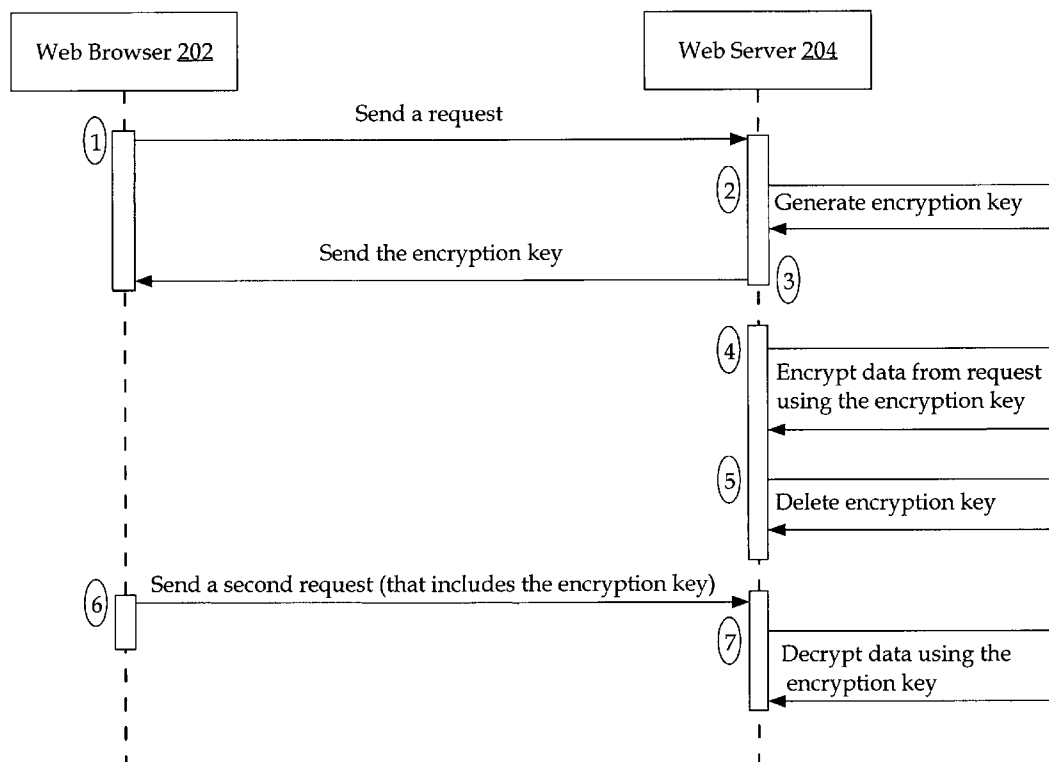 Web Browser 202
Web Server 204
Send a request
1
2
Generate encryption key
Send the encryption key
3
4
Encrypt data from request
using the encryption key
5
Delete encryption key
Send a second request (that includes the encryption key)
6
7
Decrypt data using the
encryption key